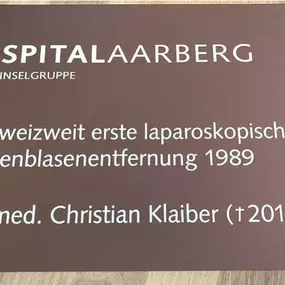 SPITALAARBERG
INSELGRUPPE
weizweit erste laparoskopisch
enblasenentfernung 1989
med. Christian Klaiber (†201